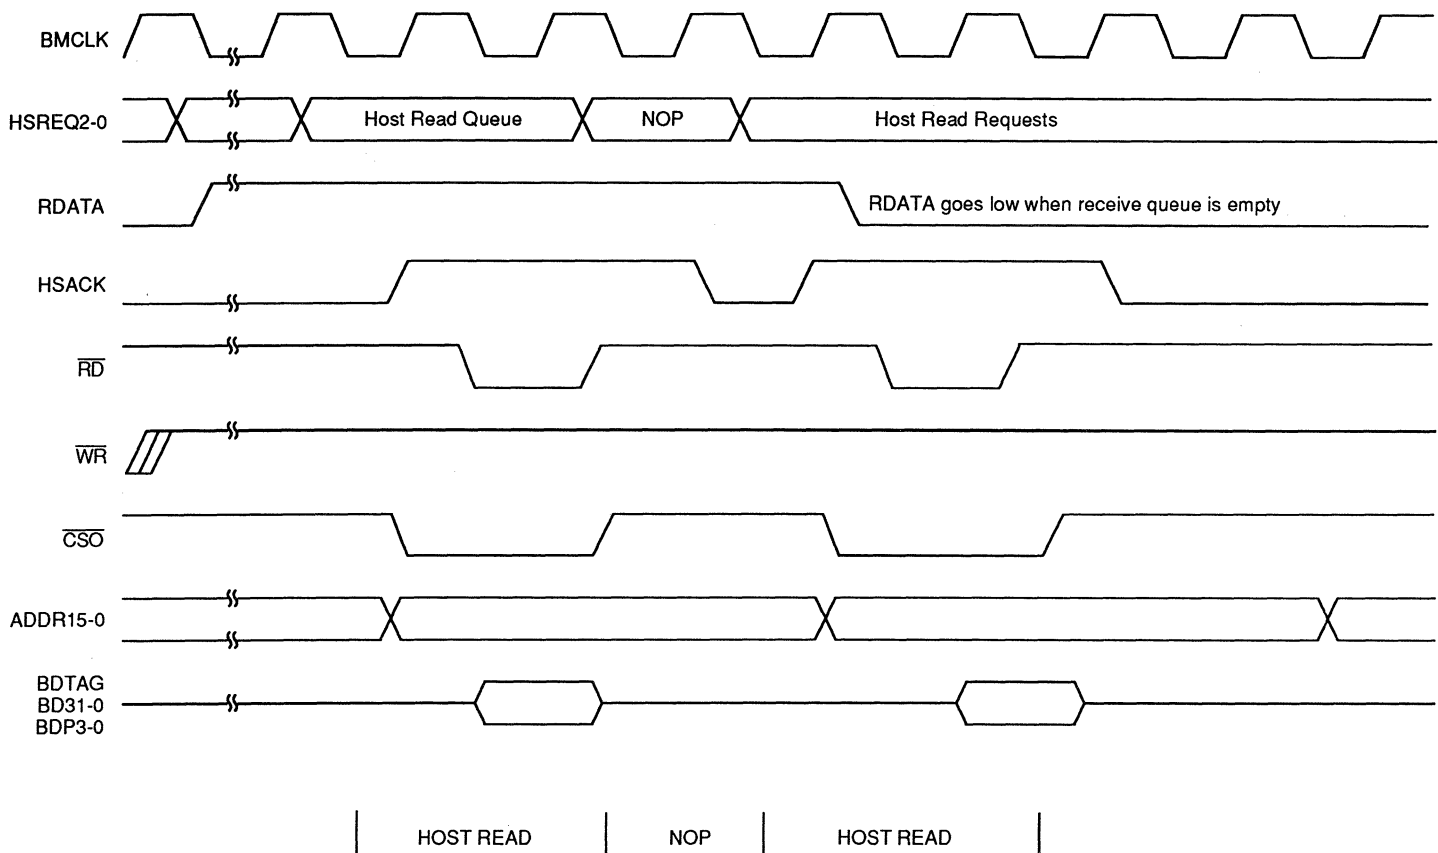 BMCLK
HSREQ2-0
Host Read Queue
NOP
Host Read Requests
RDATA
RDATA goes low when receive queue is empty
HSACK
RD
WR
CSO
ADDR15-0
BDTAG
BD31-0
BDP3-0
HOST READ
NOP
HOST READ